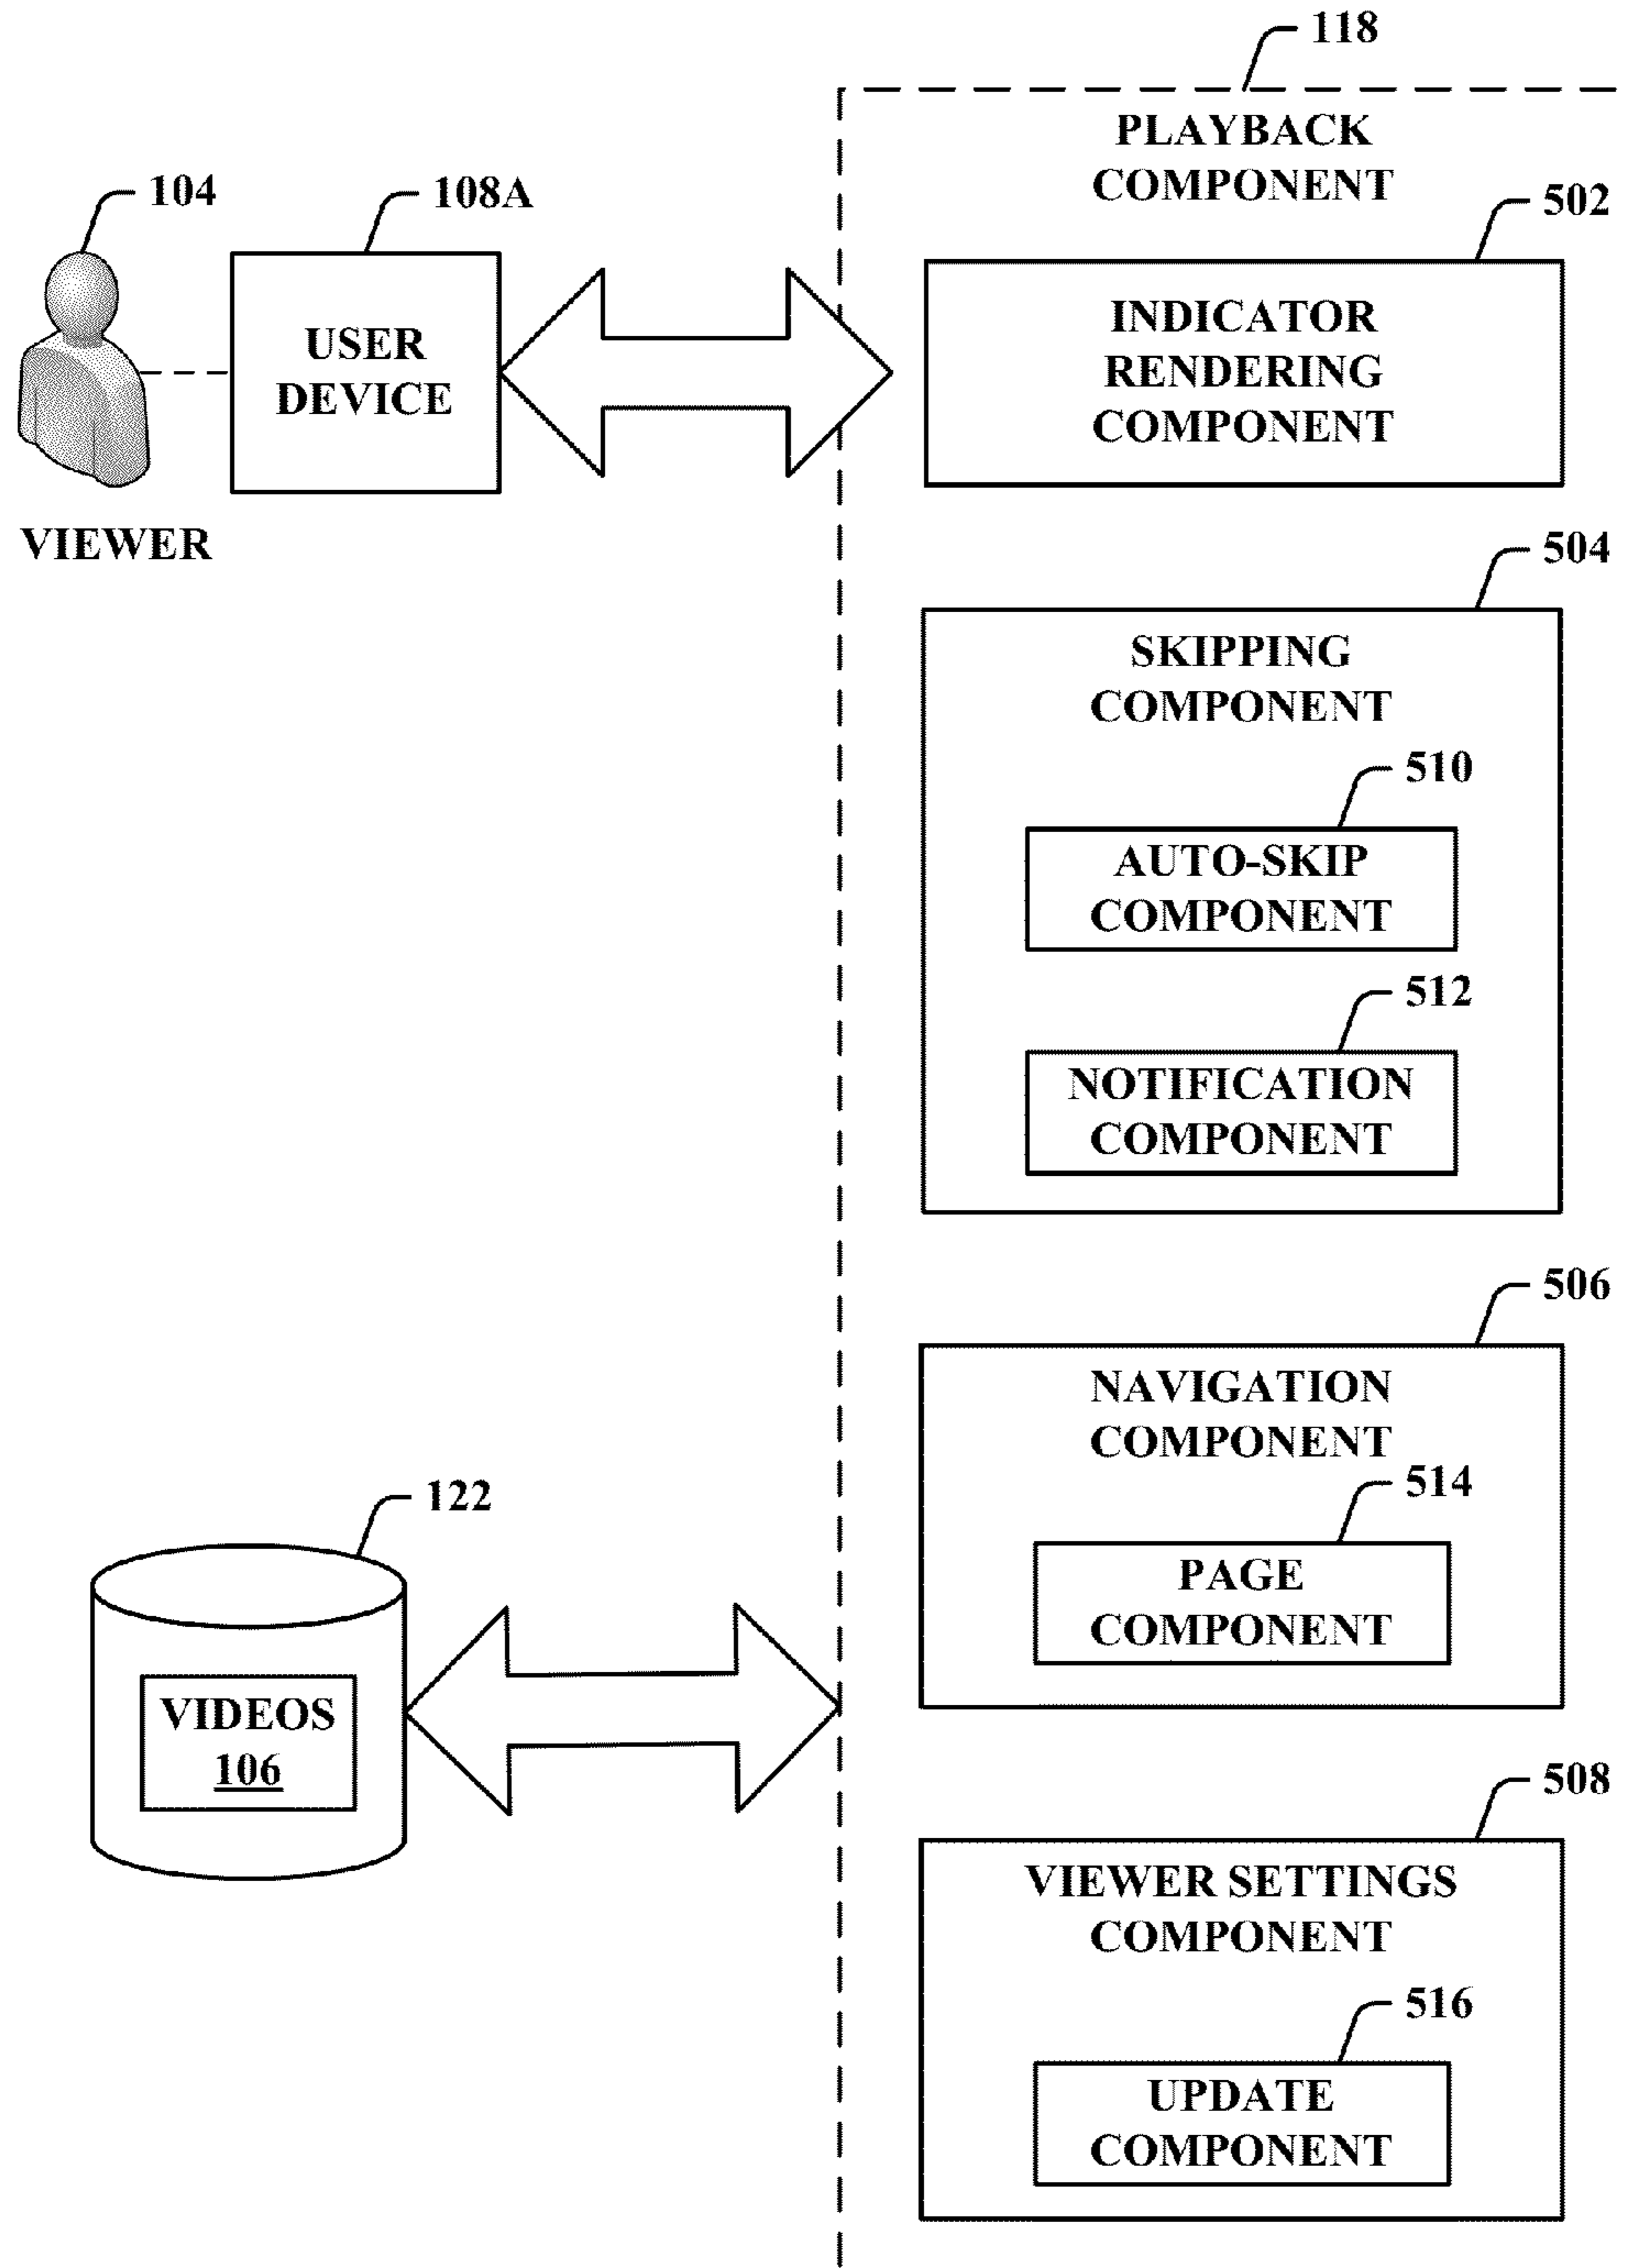 118
PLAYBACK
COMPONENT
104
108A
502
USER
DEVICE
VIEWER
INDICATOR
RENDERING
COMPONENT
504
SKIPPING
COMPONENT
510
AUTO-SKIP
COMPONENT
512
NOTIFICATION
COMPONENT
506
NAVIGATION
COMPONENT
514
PAGE
COMPONENT
122
VIDEOS
106
508
VIEWER SETTINGS
COMPONENT
516
UPDATE
COMPONENT